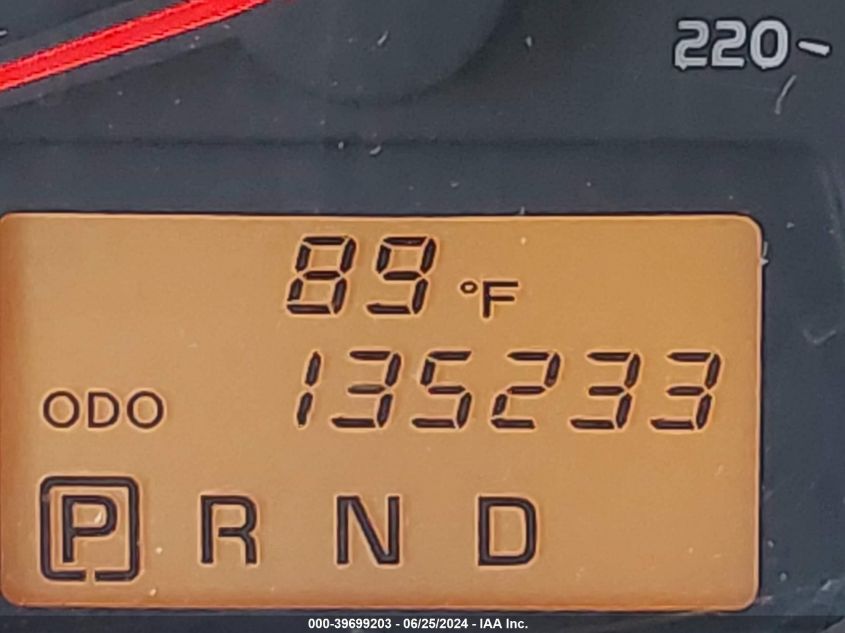 220-
89 °F
ODO 135233
P R N D
000-39699203 - 06/25/2024 - IAA Inc.